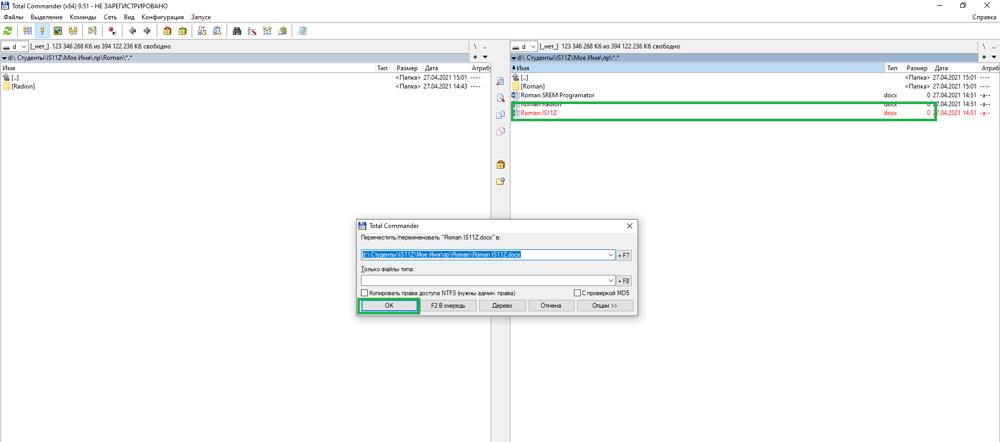 Total Commander (x64) 9.51 - НЕ ЗАРЕГИСТРИРОВАНО
Файлы Выделение Команды Сеть Вид Конфигурация Запуск Справка
FTP URL
d [_нет_] 123 346 268 Кб из 394 122 236 Кб свободно \ ..
d:\ Студенты\IS11Z\Мое Имя\лр\Roman\*.* *
Имя Тип Размер Дата Атрибу
[..] <Папка> 27.04.2021 15:01 ----
[Radion] <Папка> 27.04.2021 14:43 ----
d [_нет_] 123 346 268 Кб из 394 122 236 Кб свободно \ ..
d:\ Студенты\IS11Z\Мое Имя\лр\*.* *
Имя Тип Размер Дата Атриб
[..] <Папка> 27.04.2021 15:01 ----
[Roman] <Папка> 27.04.2021 15:01 ----
Roman SREM Programator docx 0 27.04.2021 14:51 -a--
Roman Radion docx 0 27.04.2021 14:51 -a--
Roman IS11Z docx 0 27.04.2021 14:51 -a--
64 Total Commander
Переместить/переименовать "Roman IS11Z.docx" в:
d:\ Студенты\IS11Z\Мое Имя\лр\Roman\Roman IS11Z.docx + F7
Только файлы типа:
+ F8
Копировать права доступа NTFS (нужны админ. права) С проверкой MD5
OK F2 В очередь Дерево Отмена Опции >>